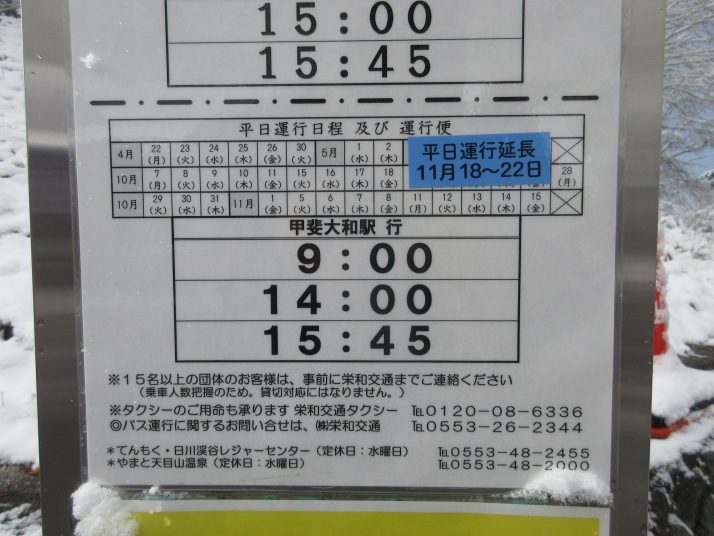 15:00
15:45
平日運行日程 及び 運行便
4月 22(月) 23(火) 24(水) 25(木) 26(金) 30(火) 5月 1(水) 2(木)
平日運行延長
11月18～22日
10月 7(月) 8(火) 9(水) 10(木) 11(金) 15(火) 16(水) 17(木) 18(金) 28(月)
10月 29(火) 30(水) 31(木) 11月 1(金) 5(火) 6(水) 7(木) 8(金) 11(月) 12(火) 13(水) 14(木) 15(金)
甲斐大和駅 行
9:00
14:00
15:45
※15名以上の団体のお客様は、事前に栄和交通までご連絡ください
（乗車人数把握のため。貸切対応にはなりません。）
※タクシーのご用命も承ります 栄和交通タクシー ℡0120-08-6336
◎バス運行に関するお問い合せは、㈱栄和交通 ℡0553-26-2344
＊てんもく・日川渓谷レジャーセンター（定休日：水曜日） ℡0553-48-2455
＊やまと天目山温泉（定休日：水曜日） ℡0553-48-2000